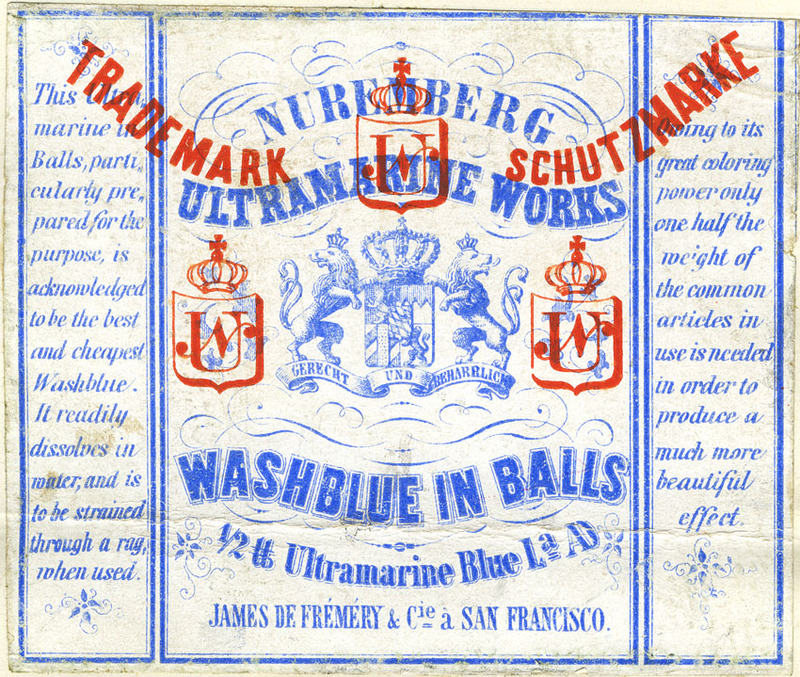 TRADEMARK
SCHUTZMARKE
NUREMBERG
ULTRAMARINE WORKS
GERECHT UND BEHARRLICH
WASHBLUE IN BALLS
1/2 ℔ Ultramarine Blue La AD
JAMES DE FRÉMÉRY & Cie à SAN FRANCISCO.
This Ultra
marine in
Balls, parti„
cularly pre„
pared for the
purpose, is
acknowledged
to be the best
and cheapest
Washblue.
It readily
dissolves in
water, and is
to be strained
through a rag,
when used.
Owing to its
great coloring
power only
one half the
weight of
the common
articles in
use is needed
in order to
produce a
much more
beautiful
effect.